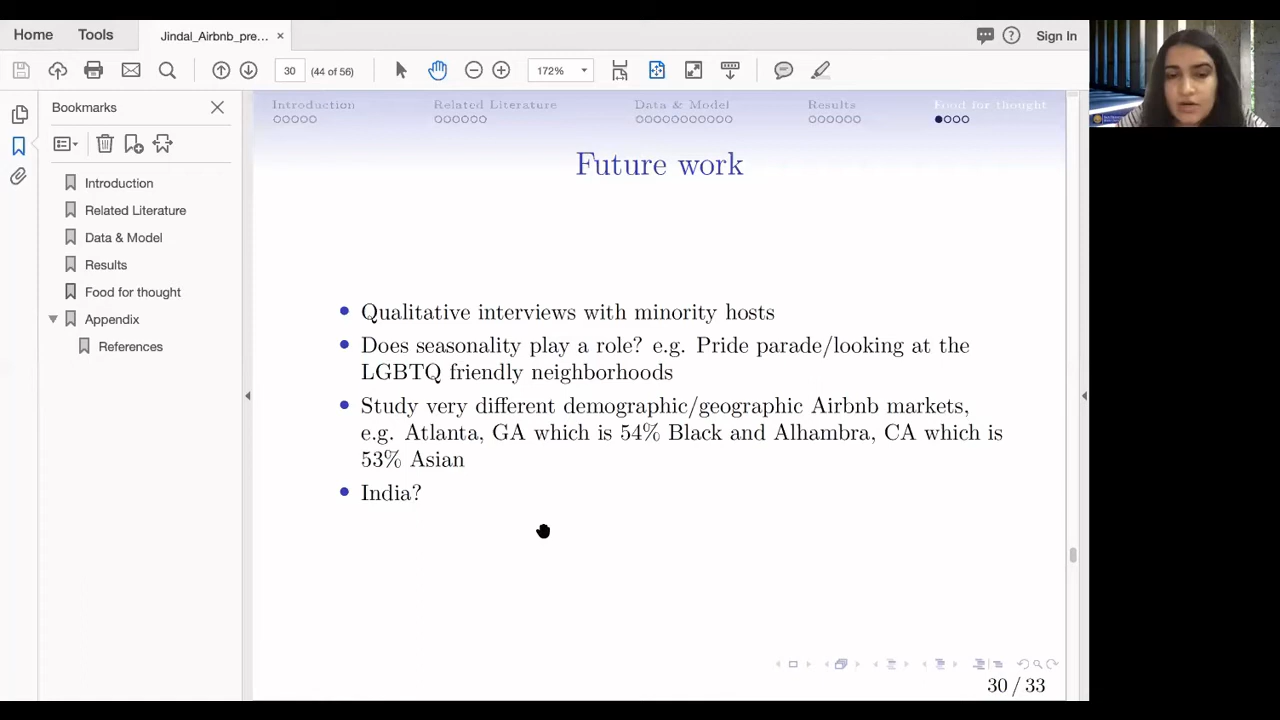 Home
Tools
Jindal_Airbnb_pre...
×
Sign In
30
(44 of 56)
172%
Bookmarks
Introduction
Related Literature
Data & Model
Results
Food for thought
Appendix
References
Introduction
Related Literature
Data & Model
Results
Food for thought
Future work
• Qualitative interviews with minority hosts
• Does seasonality play a role? e.g. Pride parade/looking at the
LGBTQ friendly neighborhoods
• Study very different demographic/geographic Airbnb markets,
e.g. Atlanta, GA which is 54% Black and Alhambra, CA which is
53% Asian
• India?
30 / 33